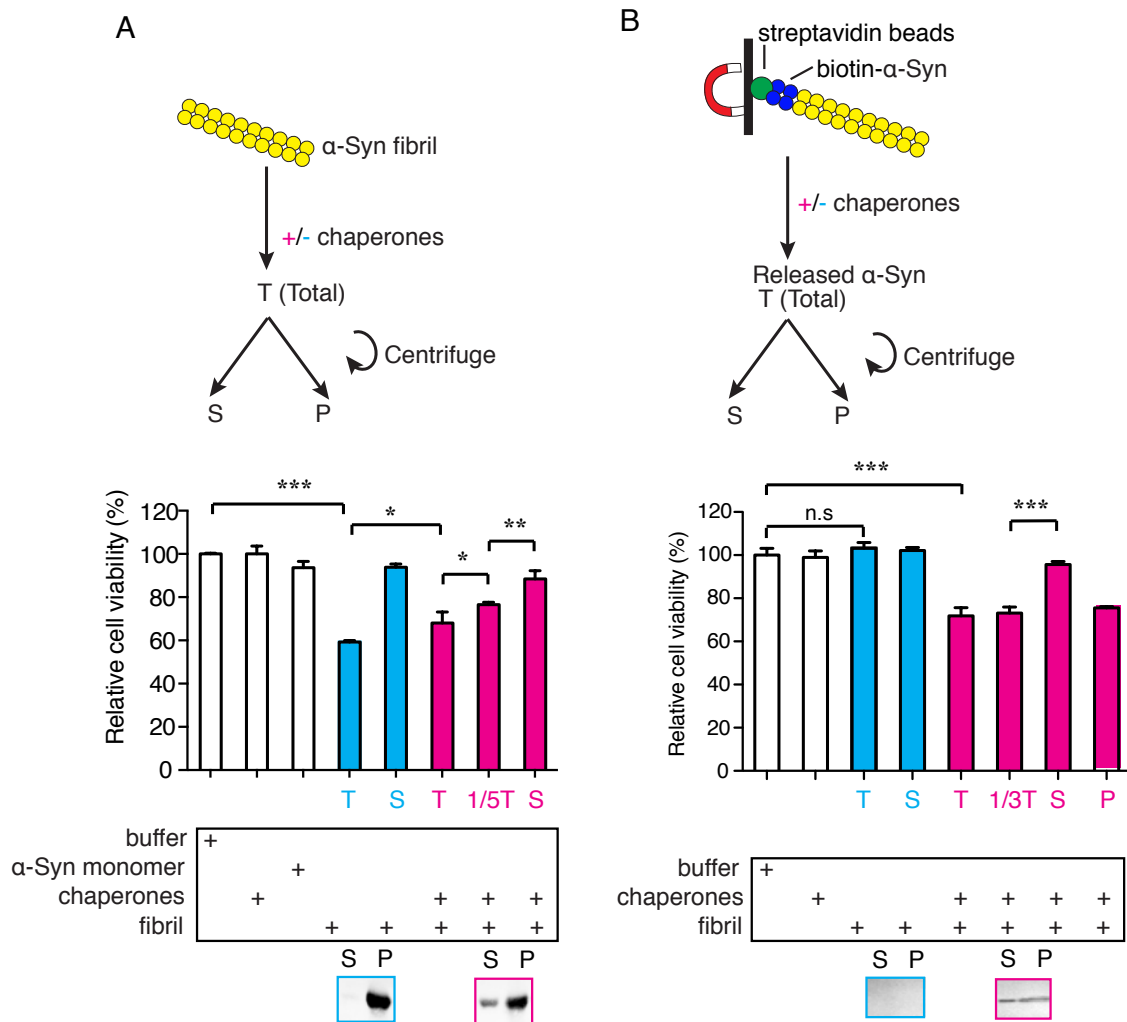 A
α-Syn fibril
+/- chaperones
T (Total)
Centrifuge
S P
Relative cell viability (%)
120
100
80
60
40
20
0
***
*
*
**
T S T 1/5T S
buffer +
α-Syn monomer +
chaperones + + + +
fibril + + + + +
S P S P
B
streptavidin beads
biotin-α-Syn
+/- chaperones
Released α-Syn
T (Total)
Centrifuge
S P
Relative cell viability (%)
120
100
80
60
40
20
0
***
n.s
***
T S T 1/3T S P
buffer +
chaperones + + + + +
fibril + + + + + +
S P S P